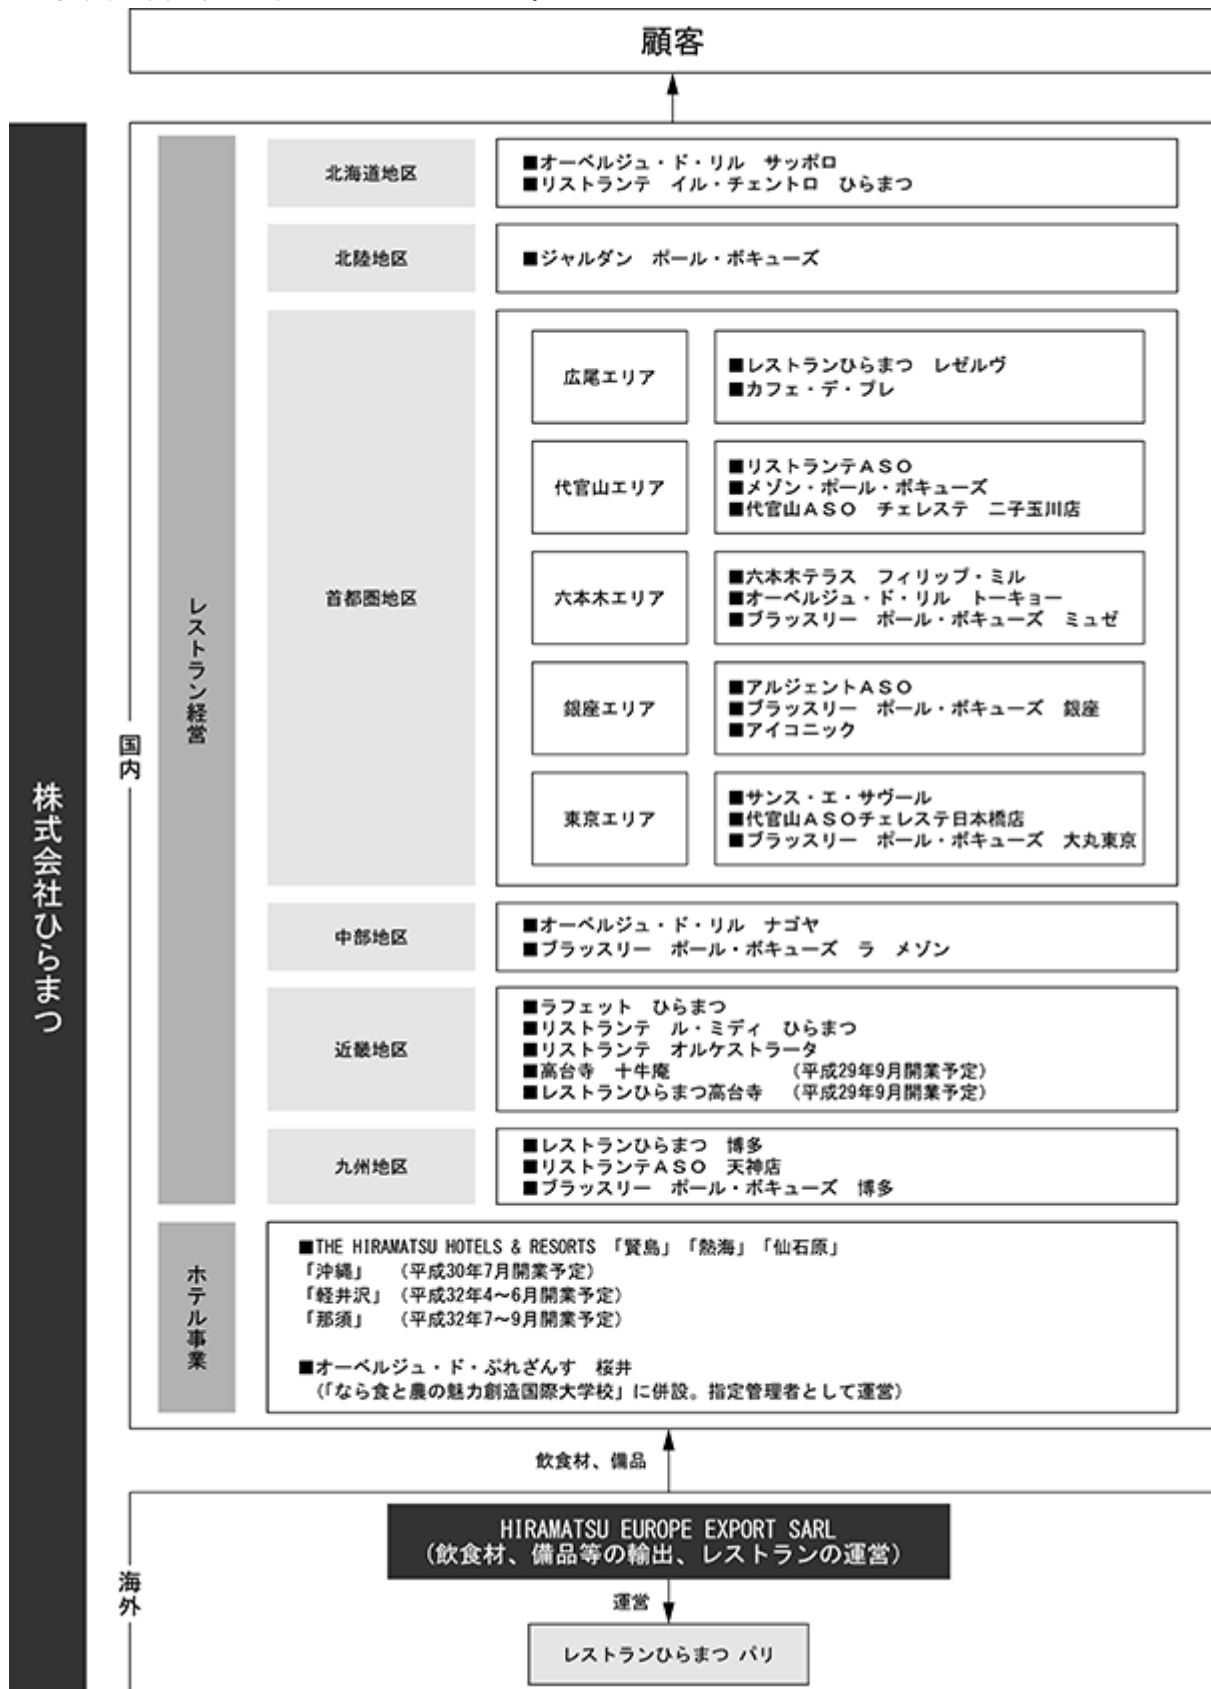 顧客
株式会社ひらまつ
国内
レストラン経営
北海道地区
■オーベルジュ・ド・リル　サッポロ
■リストランテ　イル・チェントロ　ひらまつ
北陸地区
■ジャルダン　ポール・ボキューズ
首都圏地区
広尾エリア
■レストランひらまつ　レゼルヴ
■カフェ・デ・プレ
代官山エリア
■リストランテＡＳＯ
■メゾン・ポール・ボキューズ
■代官山ＡＳＯ　チェレステ　二子玉川店
六本木エリア
■六本木テラス　フィリップ・ミル
■オーベルジュ・ド・リル　トーキョー
■ブラッスリー　ポール・ボキューズ　ミュゼ
銀座エリア
■アルジェントＡＳＯ
■ブラッスリー　ポール・ボキューズ　銀座
■アイコニック
東京エリア
■サンス・エ・サヴール
■代官山ＡＳＯチェレステ日本橋店
■ブラッスリー　ポール・ボキューズ　大丸東京
中部地区
■オーベルジュ・ド・リル　ナゴヤ
■ブラッスリー　ポール・ボキューズ　ラ　メゾン
近畿地区
■ラフェット　ひらまつ
■リストランテ　ル・ミディ　ひらまつ
■リストランテ　オルケストラータ
■高台寺　十牛庵　（平成29年9月開業予定）
■レストランひらまつ高台寺　（平成29年9月開業予定）
九州地区
■レストランひらまつ　博多
■リストランテＡＳＯ　天神店
■ブラッスリー　ポール・ボキューズ　博多
ホテル事業
■THE HIRAMATSU HOTELS & RESORTS 「賢島」「熱海」「仙石原」
「沖縄」　（平成30年7月開業予定）
「軽井沢」（平成32年4～6月開業予定）
「那須」　（平成32年7～9月開業予定）
■オーベルジュ・ド・ぷれざんす　桜井
（「なら食と農の魅力創造国際大学校」に併設。指定管理者として運営）
飲食材、備品
海外
HIRAMATSU EUROPE EXPORT SARL
（飲食材、備品等の輸出、レストランの運営）
運営
レストランひらまつ パリ